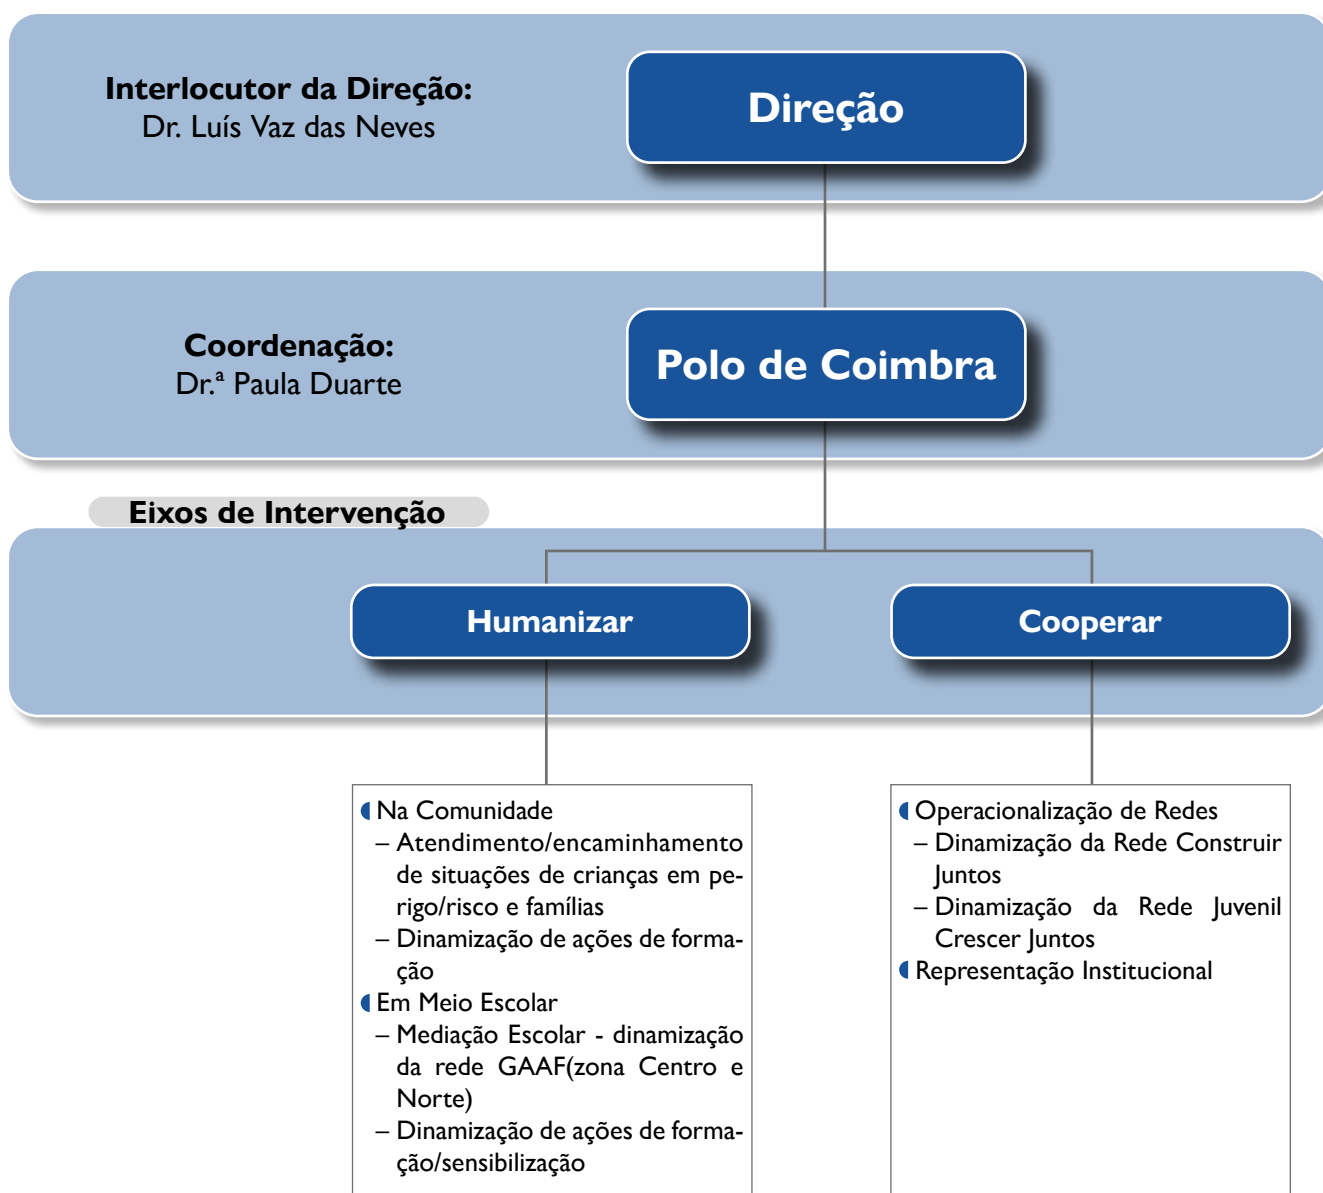 Interlocutor da Direção:
Dr. Luís Vaz das Neves
Direção
Coordenação:
Dr.ª Paula Duarte
Polo de Coimbra
Eixos de Intervenção
Humanizar
Cooperar
Na Comunidade
– Atendimento/encaminhamento
de situações de crianças em pe-
rigo/risco e famílias
– Dinamização de ações de forma-
ção
Em Meio Escolar
– Mediação Escolar - dinamização
da rede GAAF(zona Centro e
Norte)
– Dinamização de ações de forma-
ção/sensibilização
Operacionalização de Redes
– Dinamização da Rede Construir
Juntos
– Dinamização da Rede Juvenil
Crescer Juntos
Representação Institucional